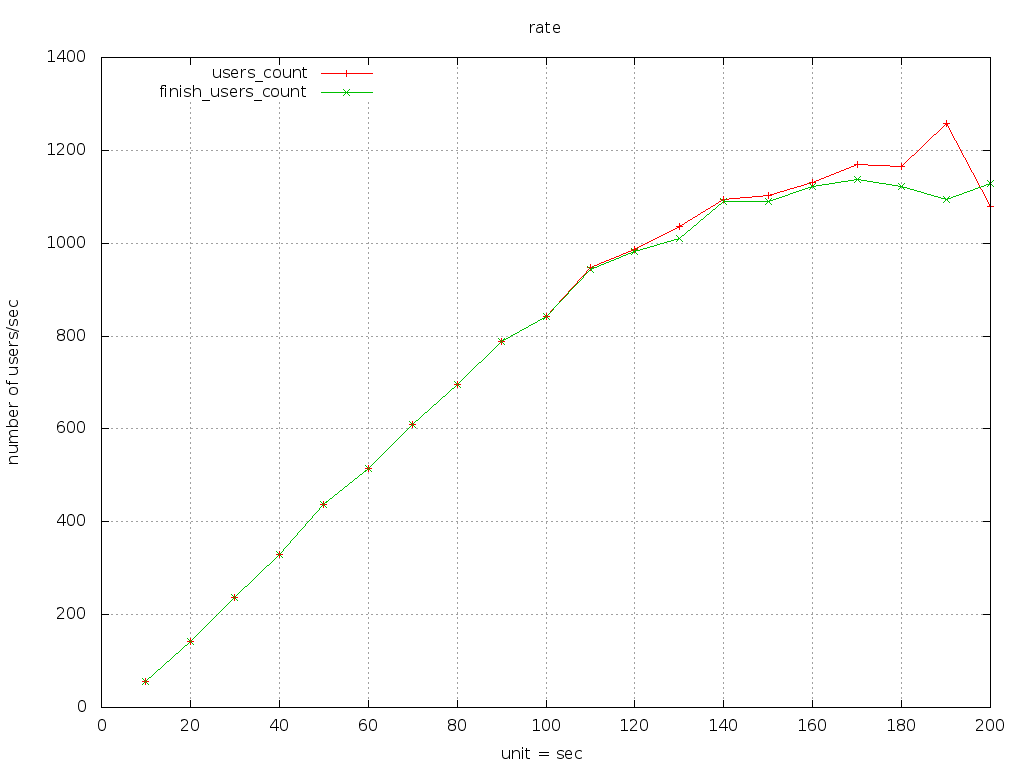 rate
users_count
finish_users_count
1400
1200
1000
800
600
400
200
0
number of users/sec
0 20 40 60 80 100 120 140 160 180 200
unit = sec